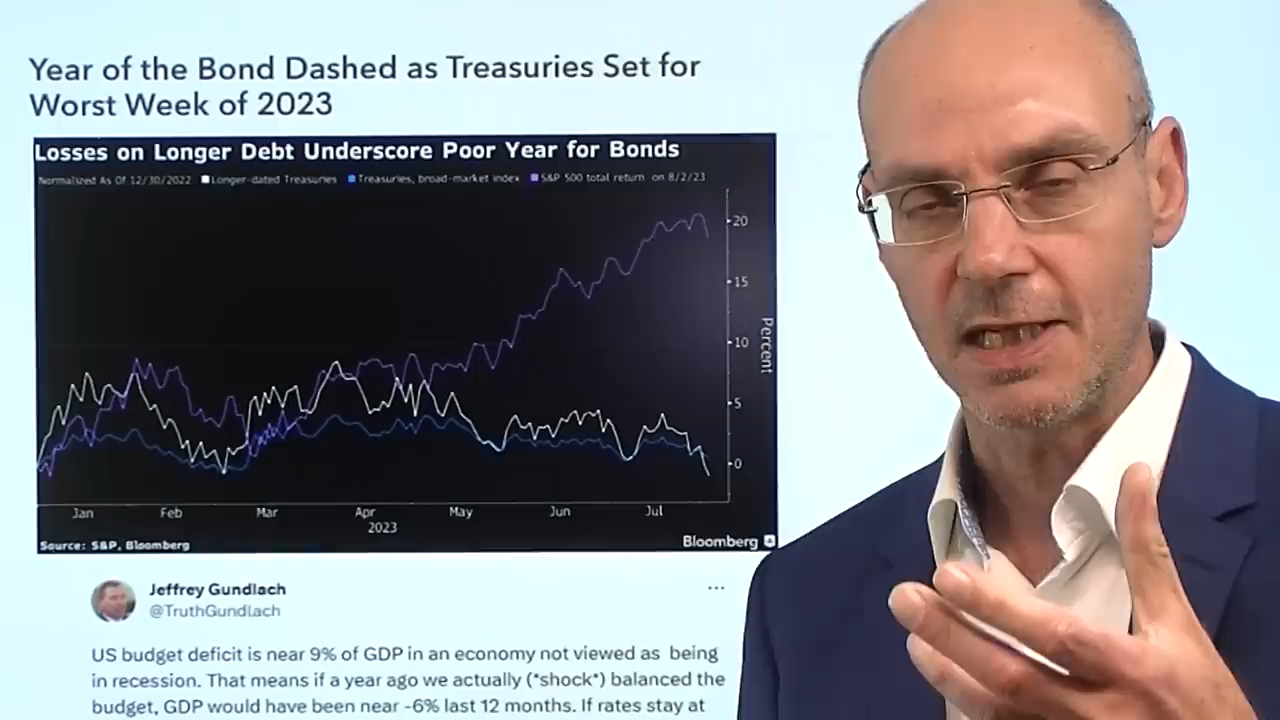 Year of the Bond Dashed as Treasuries Set for
Worst Week of 2023
Losses on Longer Debt Underscore Poor Year for Bonds
Normalized As Of 12/30/2022 Longer-dated Treasuries Treasuries, broad-market index S&P 500 total return on 8/2/23
20
15
10
5
0
Percent
Jan Feb Mar Apr May Jun Jul
2023
Source: S&P, Bloomberg
Bloomberg
Jeffrey Gundlach
...
@TruthGundlach
US budget deficit is near 9% of GDP in an economy not viewed as being
in recession. That means if a year ago we actually (*shock*) balanced the
budget, GDP would have been near -6% last 12 months. If rates stay at